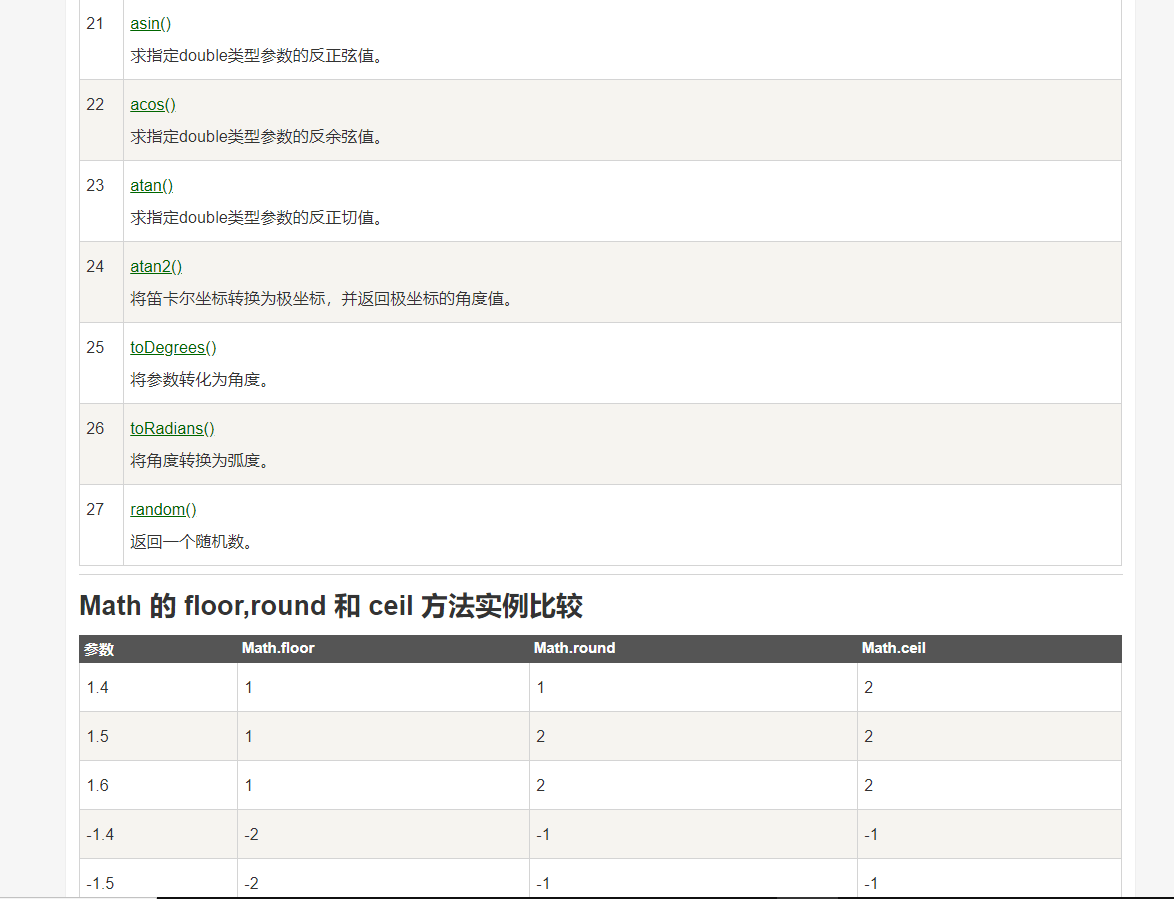 21 asin()
求指定double类型参数的反正弦值。
22 acos()
求指定double类型参数的反余弦值。
23 atan()
求指定double类型参数的反正切值。
24 atan2()
将笛卡尔坐标转换为极坐标，并返回极坐标的角度值。
25 toDegrees()
将参数转化为角度。
26 toRadians()
将角度转换为弧度。
27 random()
返回一个随机数。
Math 的 floor,round 和 ceil 方法实例比较
参数 Math.floor Math.round Math.ceil
1.4 1 1 2
1.5 1 2 2
1.6 1 2 2
-1.4 -2 -1 -1
-1.5 -2 -1 -1